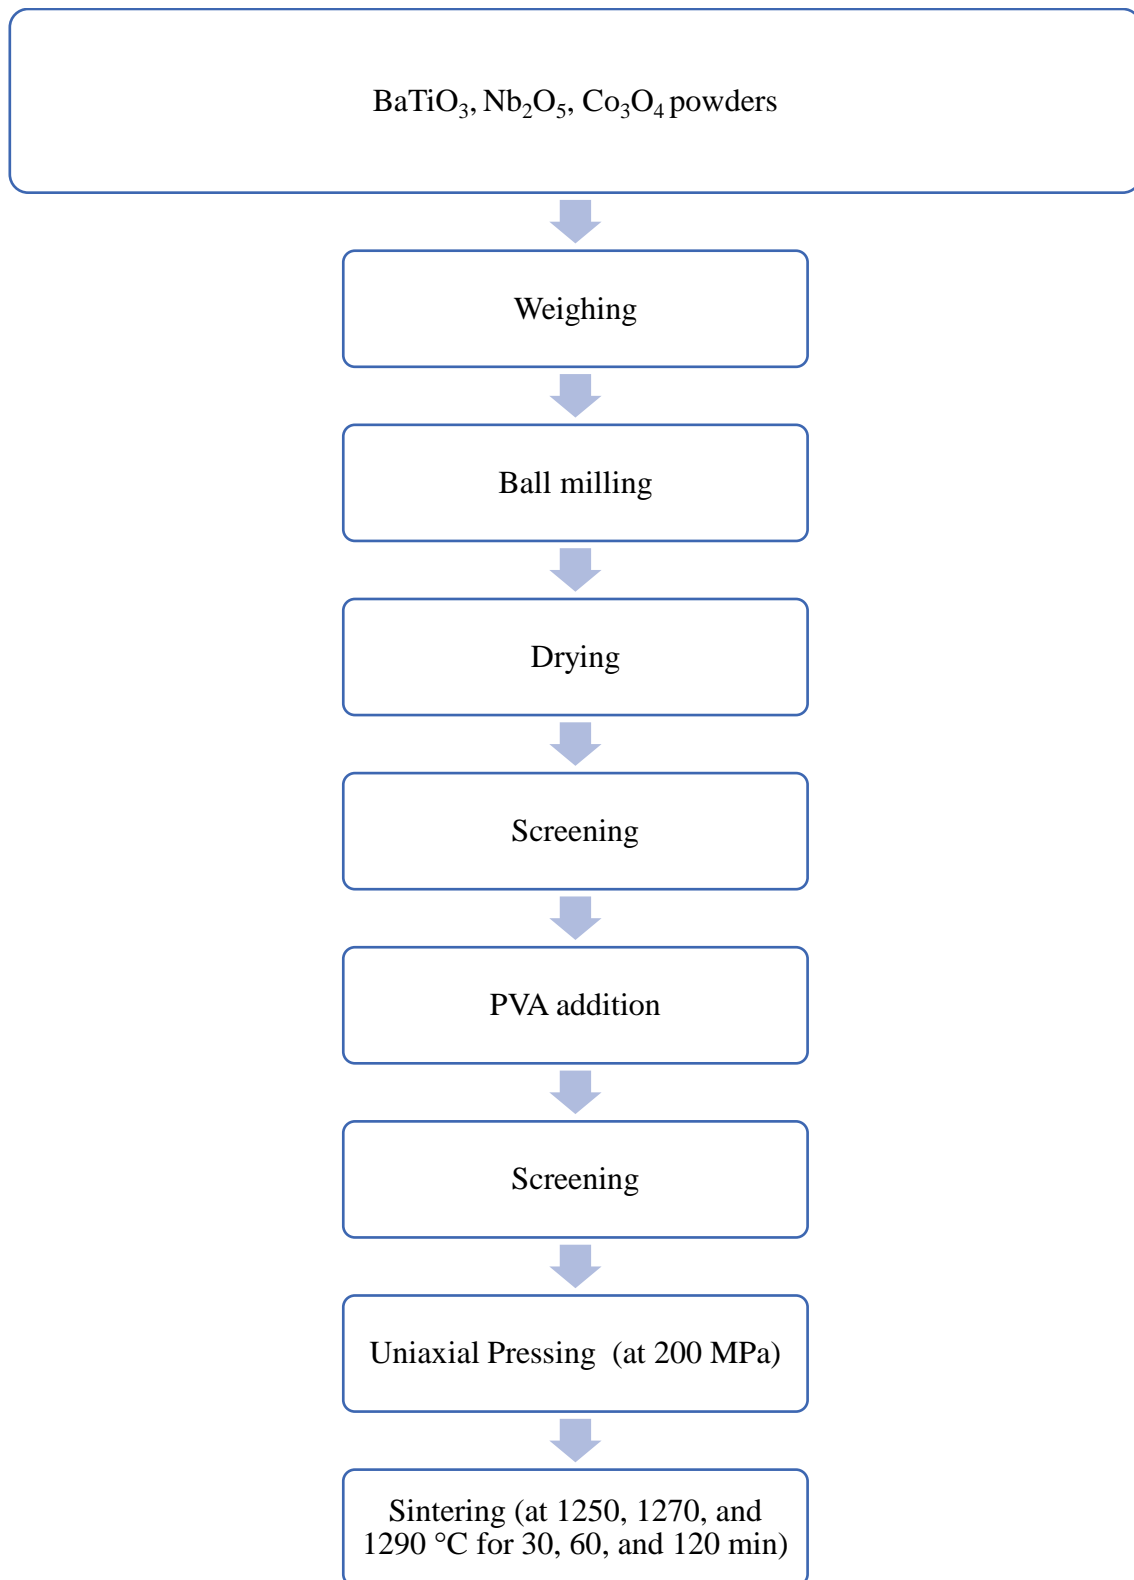 BaTiO₃, Nb₂O₅, Co₃O₄ powders
Weighing
Ball milling
Drying
Screening
PVA addition
Screening
Uniaxial Pressing (at 200 MPa)
Sintering (at 1250, 1270, and
1290 °C for 30, 60, and 120 min)